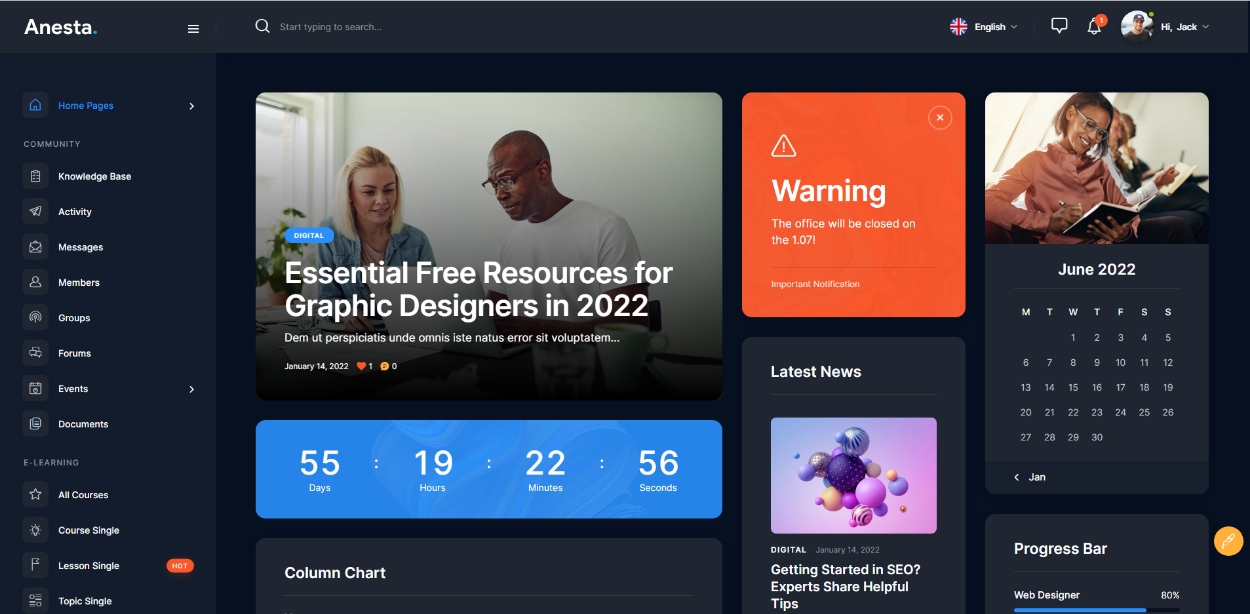 Anesta.
Start typing to search...
English
1
Hi, Jack
Home Pages
COMMUNITY
Knowledge Base
Activity
Messages
Members
Groups
Forums
Events
Documents
E-LEARNING
All Courses
Course Single
Lesson Single
HOT
Topic Single
DIGITAL
Essential Free Resources for
Graphic Designers in 2022
Dem ut perspiciatis unde omnis iste natus error sit voluptatem...
January 14, 2022 1 0
55 : 19 : 22 : 56
Days Hours Minutes Seconds
Column Chart
Warning
The office will be closed on
the 1.07!
Important Notification
Latest News
DIGITAL January 14, 2022
Getting Started in SEO?
Experts Share Helpful
Tips
June 2022
M T W T F S S
1 2 3 4 5
6 7 8 9 10 11 12
13 14 15 16 17 18 19
20 21 22 23 24 25 26
27 28 29 30
Jan
Progress Bar
Web Designer 80%